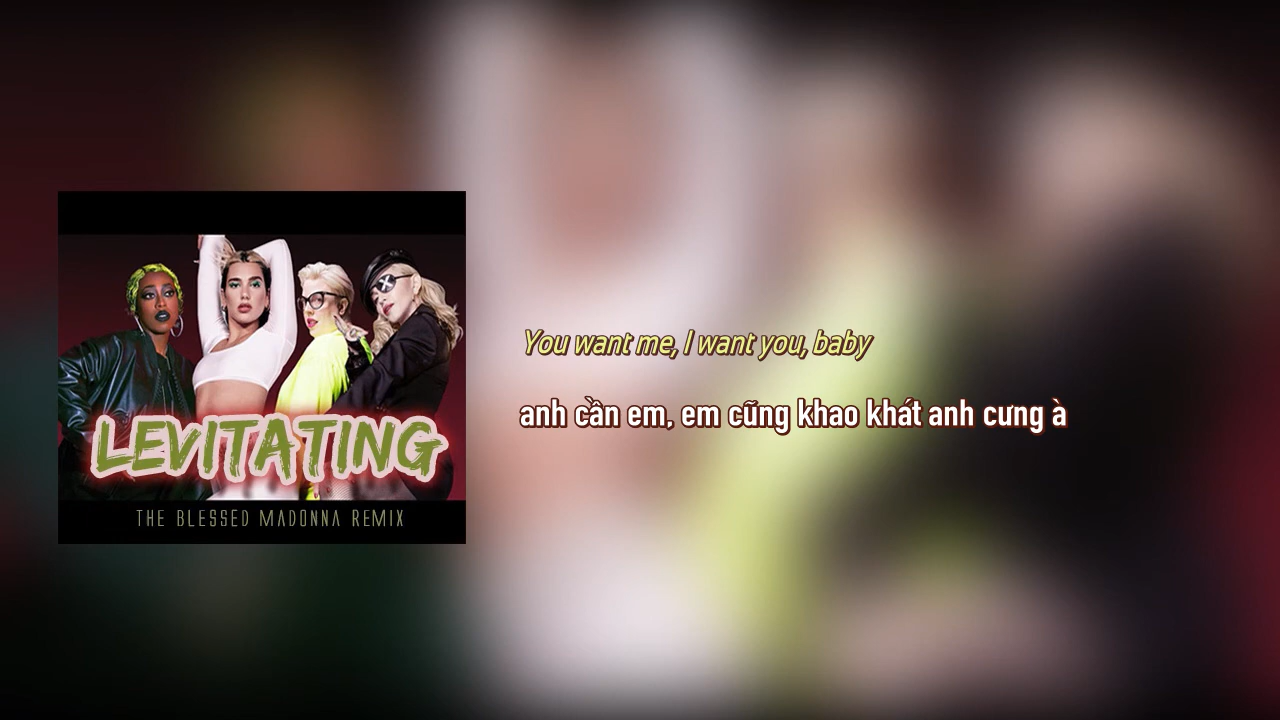 LEVITATING
THE BLESSED MADONNA REMIX
You want me, I want you, baby
anh cần em, em cũng khao khát anh cưng à